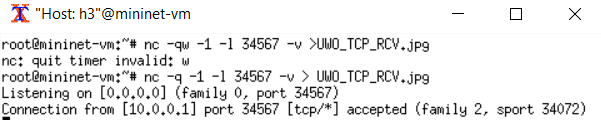 "Host: h3"@mininet-vm
root@mininet-vm:~# nc -qw -1 -l 34567 -v >UWO_TCP_RCV.jpg
nc: quit timer invalid: w
root@mininet-vm:~# nc -q -1 -l 34567 -v > UWO_TCP_RCV.jpg
Listening on [0.0.0.0] (family 0, port 34567)
Connection from [10.0.0.1] port 34567 [tcp/*] accepted (family 2, sport 34072)